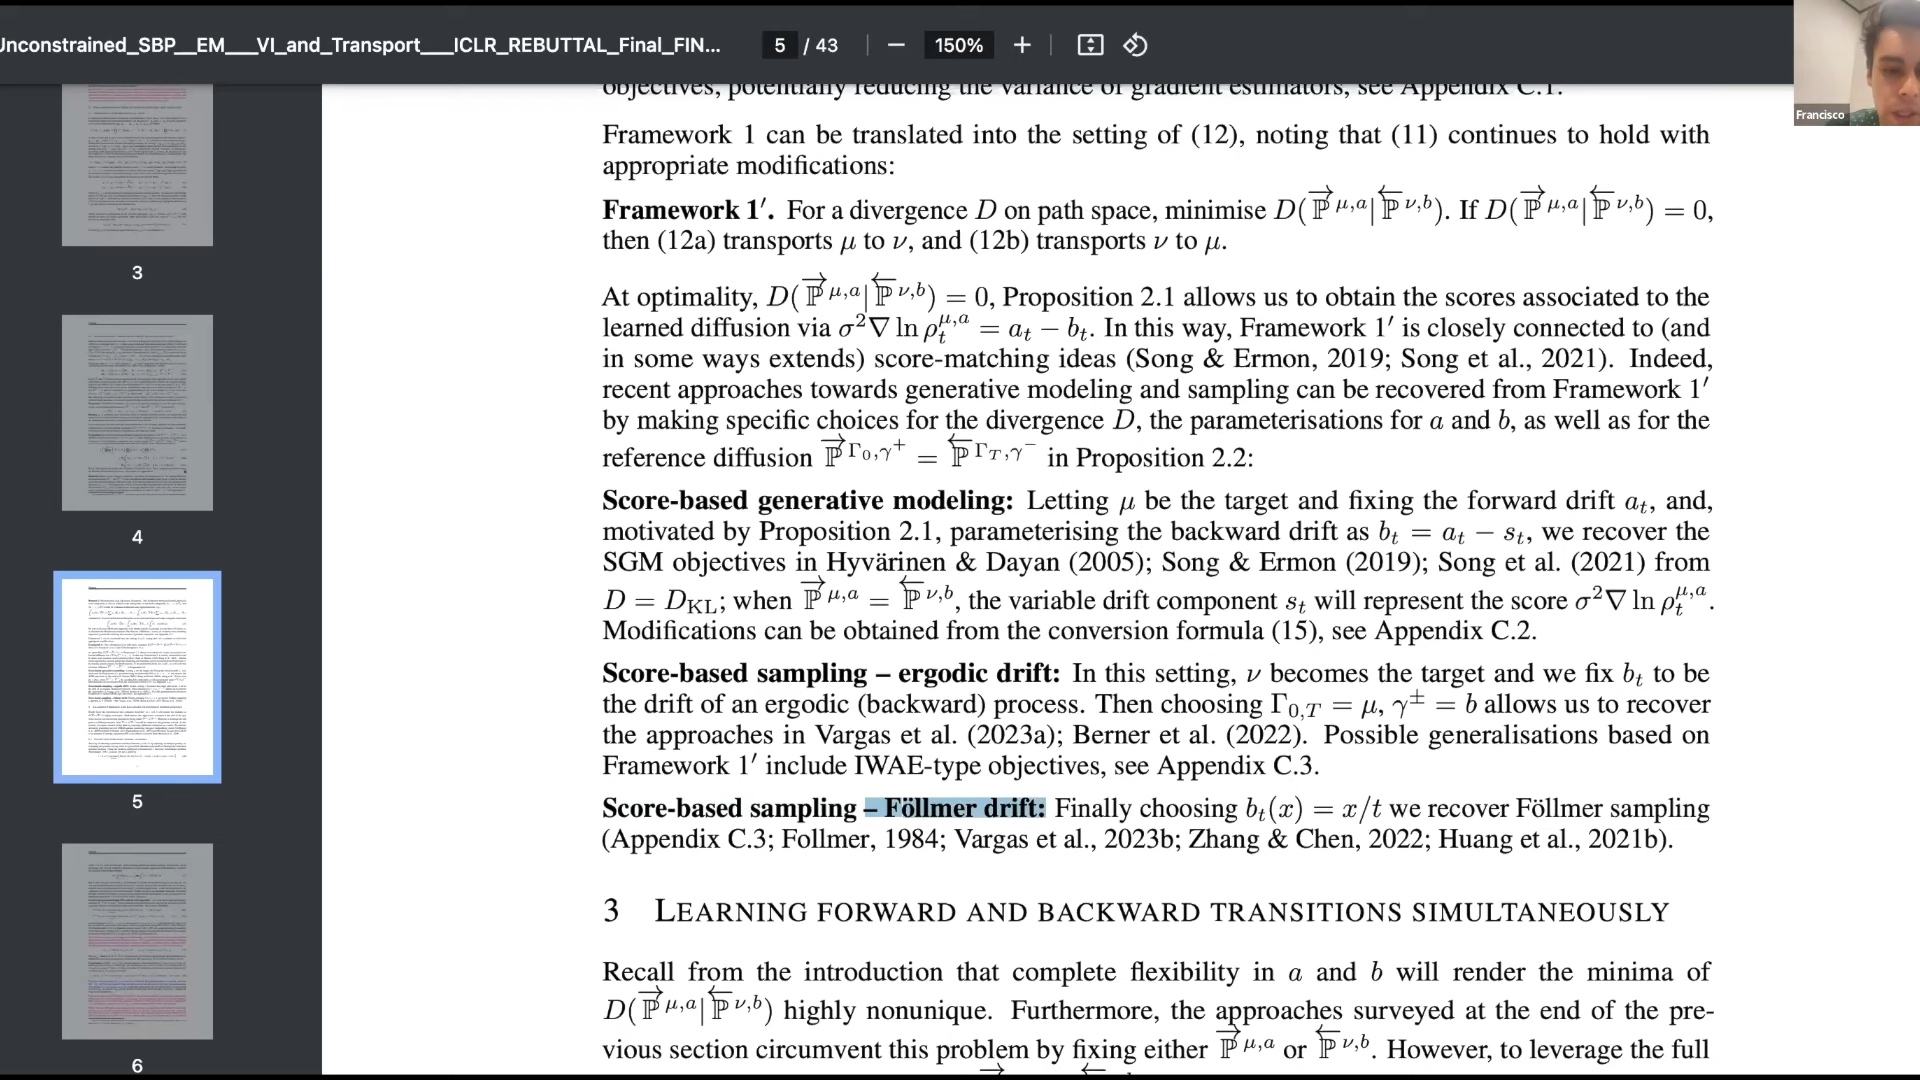 Unconstrained_SBP__EM___VI_and_Transport___ICLR_REBUTTAL_Final_FIN...
5 / 43
150%
Francisco
3
4
5
6
objectives, potentially reducing the variance of gradient estimators, see Appendix C.1.
Framework 1 can be translated into the setting of (12), noting that (11) continues to hold with
appropriate modifications:
Framework 1′. For a divergence D on path space, minimise D(ℙ→^{μ,a}|ℙ←^{ν,b}). If D(ℙ→^{μ,a}|ℙ←^{ν,b}) = 0,
then (12a) transports μ to ν, and (12b) transports ν to μ.
At optimality, D(ℙ→^{μ,a}|ℙ←^{ν,b}) = 0, Proposition 2.1 allows us to obtain the scores associated to the
learned diffusion via σ²∇ ln ρ_t^{μ,a} = a_t − b_t. In this way, Framework 1′ is closely connected to (and
in some ways extends) score-matching ideas (Song & Ermon, 2019; Song et al., 2021). Indeed,
recent approaches towards generative modeling and sampling can be recovered from Framework 1′
by making specific choices for the divergence D, the parameterisations for a and b, as well as for the
reference diffusion ℙ→^{Γ_0,γ^+} = ℙ←^{Γ_T,γ^−} in Proposition 2.2:
Score-based generative modeling: Letting μ be the target and fixing the forward drift a_t, and,
motivated by Proposition 2.1, parameterising the backward drift as b_t = a_t − s_t, we recover the
SGM objectives in Hyvärinen & Dayan (2005); Song & Ermon (2019); Song et al. (2021) from
D = D_KL; when ℙ→^{μ,a} = ℙ←^{ν,b}, the variable drift component s_t will represent the score σ²∇ ln ρ_t^{μ,a}.
Modifications can be obtained from the conversion formula (15), see Appendix C.2.
Score-based sampling – ergodic drift: In this setting, ν becomes the target and we fix b_t to be
the drift of an ergodic (backward) process. Then choosing Γ_{0,T} = μ, γ^± = b allows us to recover
the approaches in Vargas et al. (2023a); Berner et al. (2022). Possible generalisations based on
Framework 1′ include IWAE-type objectives, see Appendix C.3.
Score-based sampling – Föllmer drift: Finally choosing b_t(x) = x/t we recover Föllmer sampling
(Appendix C.3; Follmer, 1984; Vargas et al., 2023b; Zhang & Chen, 2022; Huang et al., 2021b).
3 LEARNING FORWARD AND BACKWARD TRANSITIONS SIMULTANEOUSLY
Recall from the introduction that complete flexibility in a and b will render the minima of
D(ℙ→^{μ,a}|ℙ←^{ν,b}) highly nonunique. Furthermore, the approaches surveyed at the end of the pre-
vious section circumvent this problem by fixing either ℙ→^{μ,a} or ℙ←^{ν,b}. However, to leverage the full